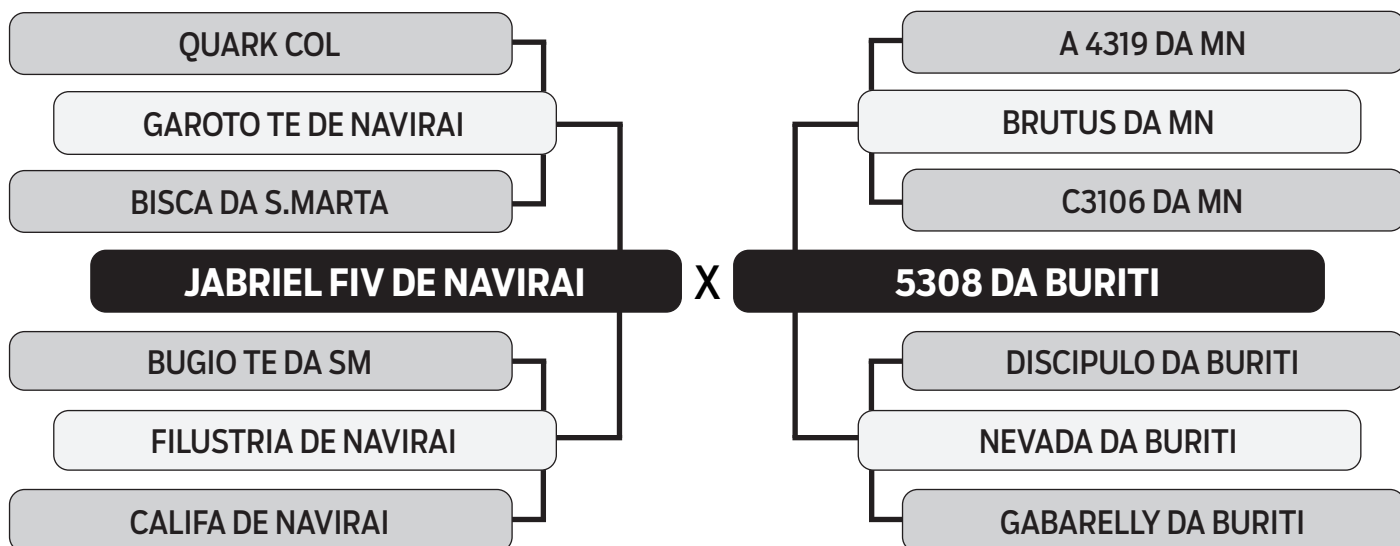 QUARK COL
GAROTO TE DE NAVIRAI
BISCA DA S.MARTA
JABRIEL FIV DE NAVIRAI
BUGIO TE DA SM
FILUSTRIA DE NAVIRAI
CALIFA DE NAVIRAI
X
A 4319 DA MN
BRUTUS DA MN
C3106 DA MN
5308 DA BURITI
DISCIPULO DA BURITI
NEVADA DA BURITI
GABARELLY DA BURITI